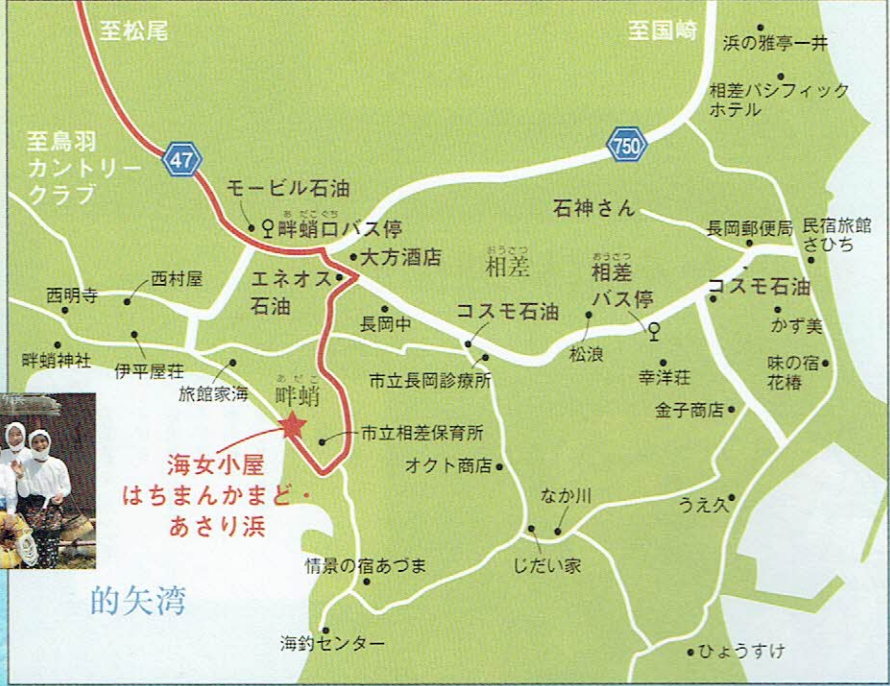 至松尾
至国崎
浜の雅亭一井
相差パシフィック
ホテル
至鳥羽
カントリー
クラブ
47
750
モービル石油
あだこぐち
畔蛸口バス停
石神さん
長岡郵便局
民宿旅館
さひち
大方酒店
おうさつ
相差
おうさつ
相差
バス停
エネオス
石油
西村屋
西明寺
長岡中
コスモ石油
コスモ石油
松浪
かず美
畔蛸神社
伊平屋荘
旅館家海
市立長岡診療所
幸洋荘
味の宿
花椿
あだこ
畔蛸
金子商店
市立相差保育所
海女小屋
はちまんかまど・
あさり浜
オクト商店
なか川
うえ久
情景の宿あづま
じだい家
的矢湾
海釣センター
ひょうすけ